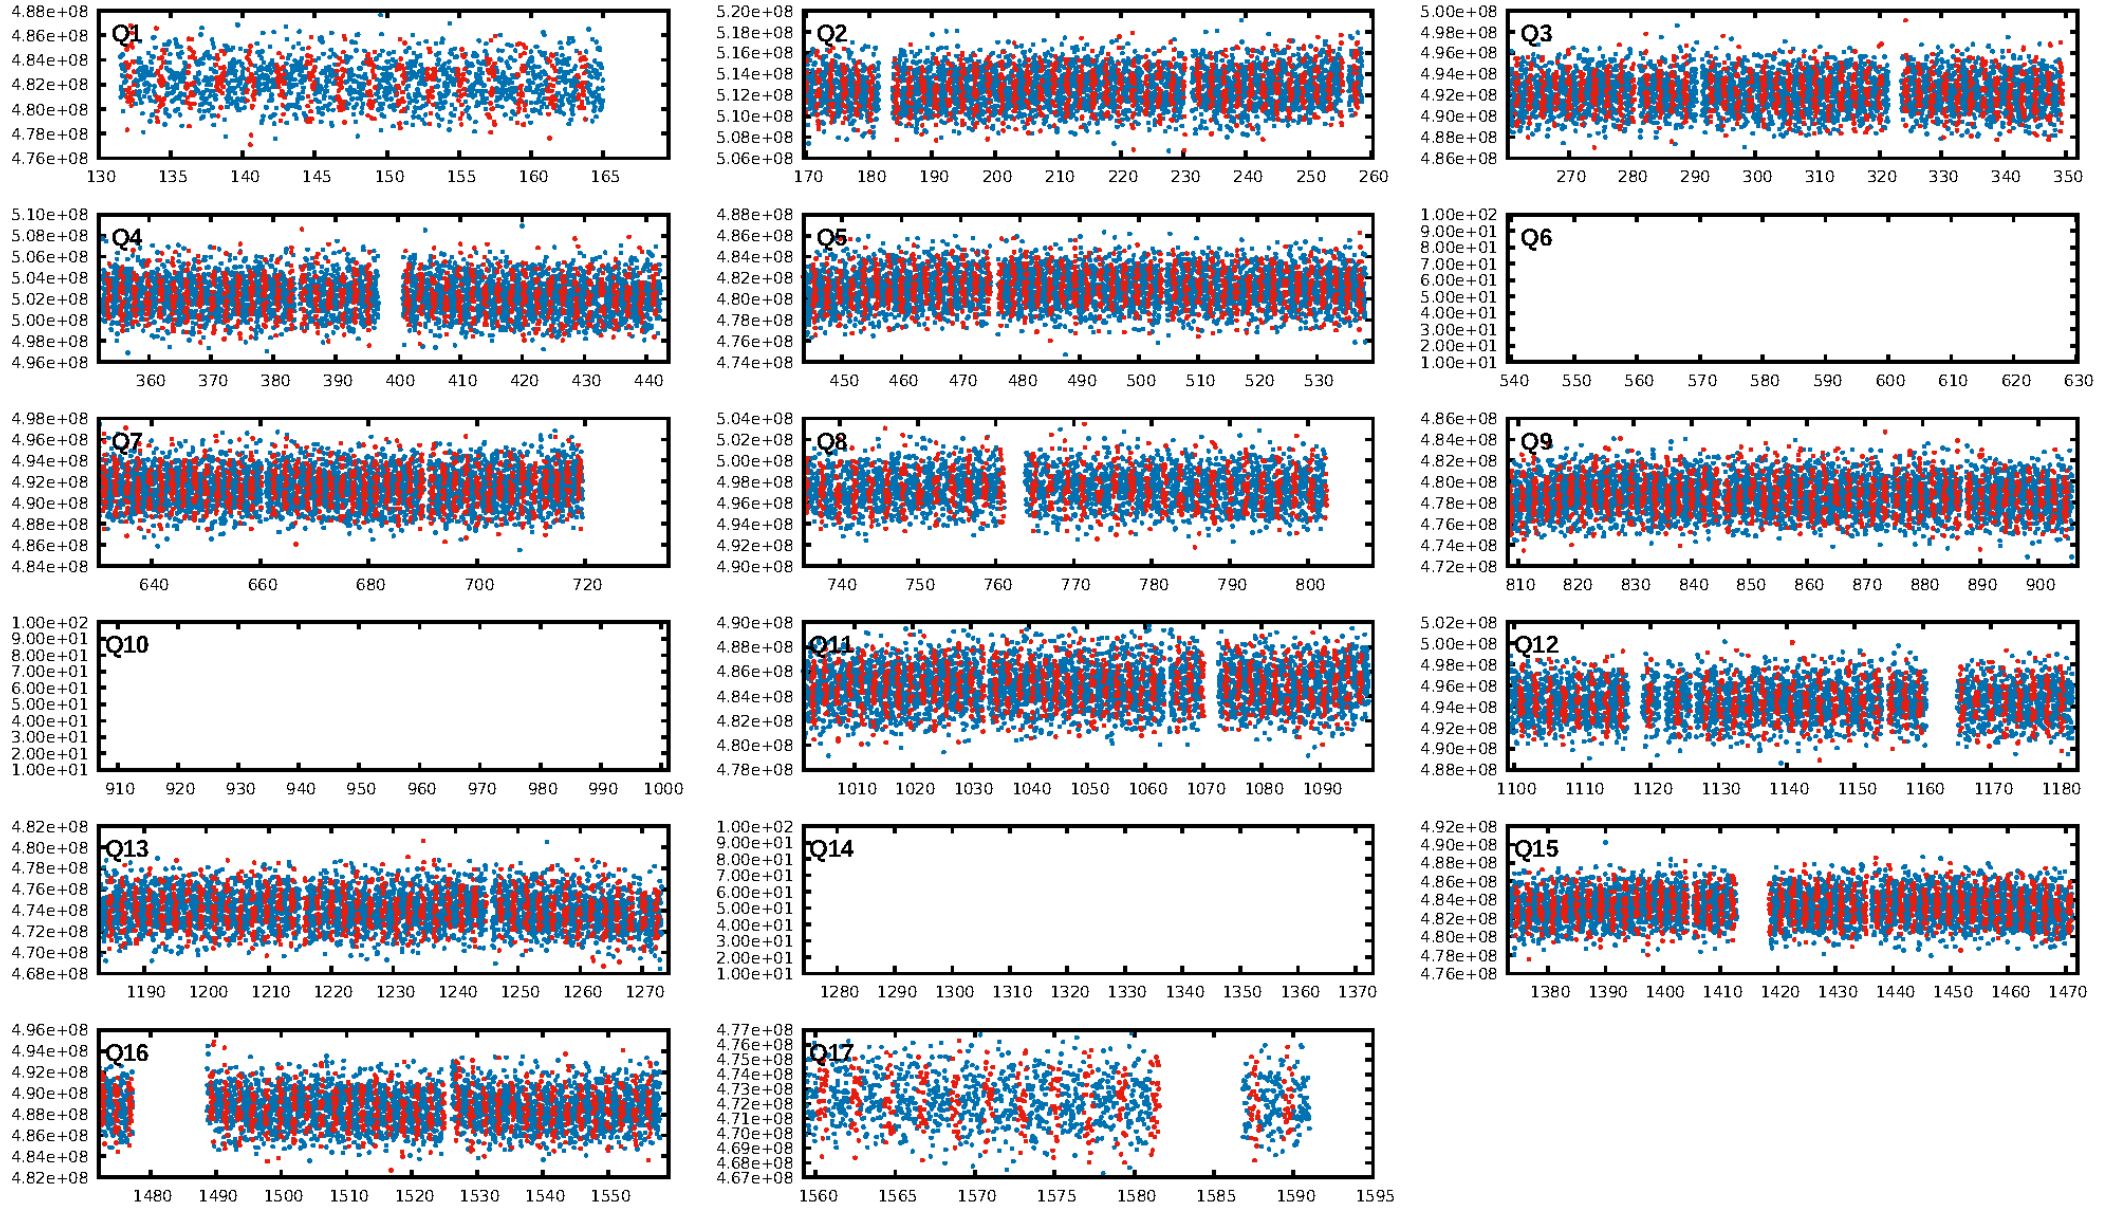 Q1
4.88e+08
4.86e+08
4.84e+08
4.82e+08
4.80e+08
4.78e+08
4.76e+08
130 135 140 145 150 155 160 165
Q2
5.20e+08
5.18e+08
5.16e+08
5.14e+08
5.12e+08
5.10e+08
5.08e+08
5.06e+08
170 180 190 200 210 220 230 240 250 260
Q3
5.00e+08
4.98e+08
4.96e+08
4.94e+08
4.92e+08
4.90e+08
4.88e+08
4.86e+08
270 280 290 300 310 320 330 340 350
Q4
5.10e+08
5.08e+08
5.06e+08
5.04e+08
5.02e+08
5.00e+08
4.98e+08
4.96e+08
360 370 380 390 400 410 420 430 440
Q5
4.88e+08
4.86e+08
4.84e+08
4.82e+08
4.80e+08
4.78e+08
4.76e+08
4.74e+08
450 460 470 480 490 500 510 520 530
Q6
1.00e+02
9.00e+01
8.00e+01
7.00e+01
6.00e+01
5.00e+01
4.00e+01
3.00e+01
2.00e+01
1.00e+01
540 550 560 570 580 590 600 610 620 630
Q7
4.98e+08
4.96e+08
4.94e+08
4.92e+08
4.90e+08
4.88e+08
4.86e+08
4.84e+08
640 660 680 700 720
Q8
5.04e+08
5.02e+08
5.00e+08
4.98e+08
4.96e+08
4.94e+08
4.92e+08
4.90e+08
740 750 760 770 780 790 800
Q9
4.86e+08
4.84e+08
4.82e+08
4.80e+08
4.78e+08
4.76e+08
4.74e+08
4.72e+08
810 820 830 840 850 860 870 880 890 900
Q10
1.00e+02
9.00e+01
8.00e+01
7.00e+01
6.00e+01
5.00e+01
4.00e+01
3.00e+01
2.00e+01
1.00e+01
910 920 930 940 950 960 970 980 990 1000
Q11
4.90e+08
4.88e+08
4.86e+08
4.84e+08
4.82e+08
4.80e+08
4.78e+08
1010 1020 1030 1040 1050 1060 1070 1080 1090
Q12
5.02e+08
5.00e+08
4.98e+08
4.96e+08
4.94e+08
4.92e+08
4.90e+08
4.88e+08
1100 1110 1120 1130 1140 1150 1160 1170 1180
Q13
4.82e+08
4.80e+08
4.78e+08
4.76e+08
4.74e+08
4.72e+08
4.70e+08
4.68e+08
1190 1200 1210 1220 1230 1240 1250 1260 1270
Q14
1.00e+02
9.00e+01
8.00e+01
7.00e+01
6.00e+01
5.00e+01
4.00e+01
3.00e+01
2.00e+01
1.00e+01
1280 1290 1300 1310 1320 1330 1340 1350 1360 1370
Q15
4.92e+08
4.90e+08
4.88e+08
4.86e+08
4.84e+08
4.82e+08
4.80e+08
4.78e+08
4.76e+08
1380 1390 1400 1410 1420 1430 1440 1450 1460 1470
Q16
4.96e+08
4.94e+08
4.92e+08
4.90e+08
4.88e+08
4.86e+08
4.84e+08
4.82e+08
1480 1490 1500 1510 1520 1530 1540 1550
Q17
4.77e+08
4.76e+08
4.75e+08
4.74e+08
4.73e+08
4.72e+08
4.71e+08
4.70e+08
4.69e+08
4.68e+08
4.67e+08
1560 1565 1570 1575 1580 1585 1590 1595